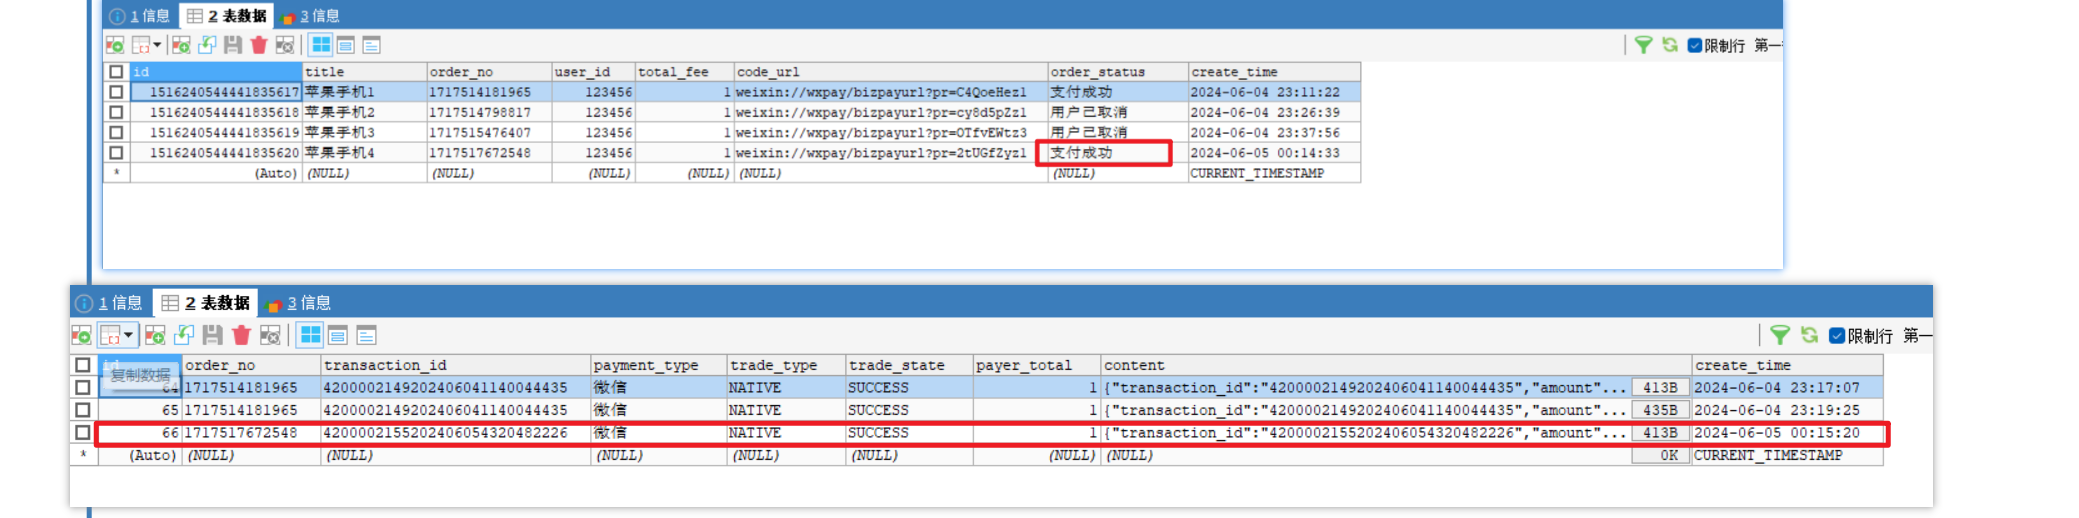 1 信息 2 表数据 3 信息
限制行 第一
id title order_no user_id total_fee code_url order_status create_time
1516240544441835617 苹果手机1 1717514181965 123456 1 weixin://wxpay/bizpayurl?pr=C4QoeHez1 支付成功 2024-06-04 23:11:22
1516240544441835618 苹果手机2 1717514798817 123456 1 weixin://wxpay/bizpayurl?pr=cy8d5pZz1 用户已取消 2024-06-04 23:26:39
1516240544441835619 苹果手机3 1717515476407 123456 1 weixin://wxpay/bizpayurl?pr=OTfvEWtz3 用户已取消 2024-06-04 23:37:56
1516240544441835620 苹果手机4 1717517672548 123456 1 weixin://wxpay/bizpayurl?pr=2tUGfZyz1 支付成功 2024-06-05 00:14:33
* (Auto) (NULL) (NULL) (NULL) (NULL) (NULL) (NULL) CURRENT_TIMESTAMP
1 信息 2 表数据 3 信息
限制行 第一
id order_no transaction_id payment_type trade_type trade_state payer_total content create_time
复制数据
64 1717514181965 4200002149202406041140044435 微信 NATIVE SUCCESS 1 {"transaction_id":"4200002149202406041140044435","amount"... 413B 2024-06-04 23:17:07
65 1717514181965 4200002149202406041140044435 微信 NATIVE SUCCESS 1 {"transaction_id":"4200002149202406041140044435","amount"... 435B 2024-06-04 23:19:25
66 1717517672548 4200002155202406054320482226 微信 NATIVE SUCCESS 1 {"transaction_id":"4200002155202406054320482226","amount"... 413B 2024-06-05 00:15:20
* (Auto) (NULL) (NULL) (NULL) (NULL) (NULL) (NULL) (NULL) 0K CURRENT_TIMESTAMP